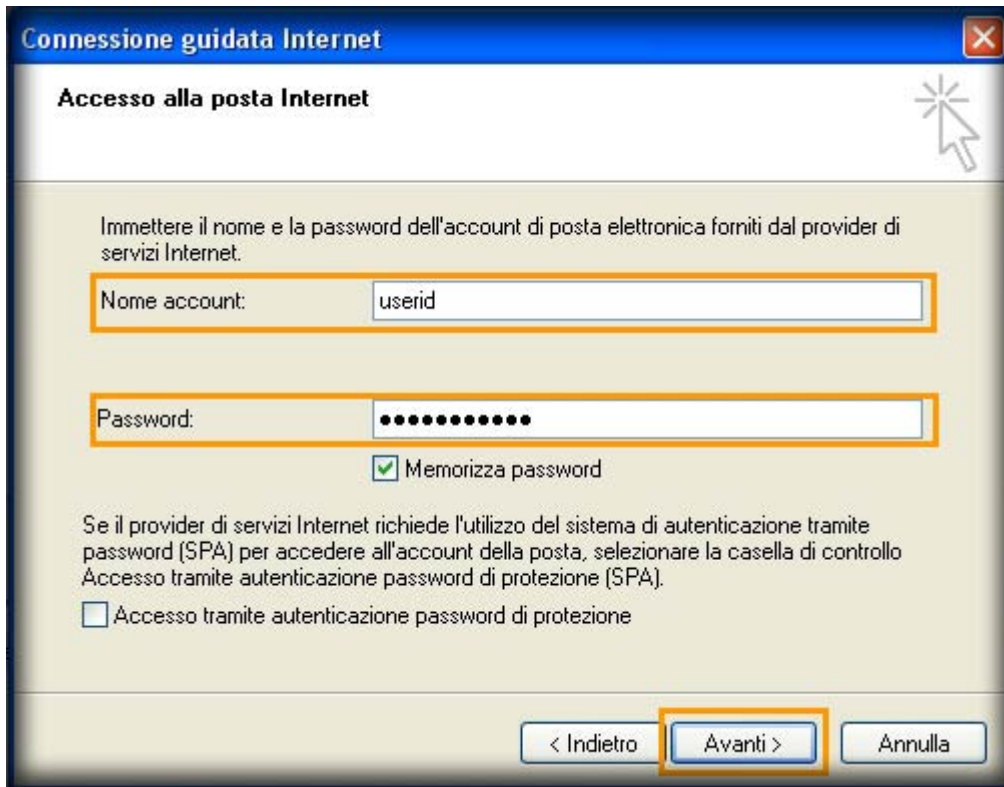 Connessione guidata Internet
Accesso alla posta Internet
Immettere il nome e la password dell'account di posta elettronica forniti dal provider di
servizi Internet.
Nome account: userid
Password: ●●●●●●●●●●●
Memorizza password
Se il provider di servizi Internet richiede l'utilizzo del sistema di autenticazione tramite
password (SPA) per accedere all'account della posta, selezionare la casella di controllo
Accesso tramite autenticazione password di protezione (SPA).
Accesso tramite autenticazione password di protezione
< Indietro Avanti > Annulla